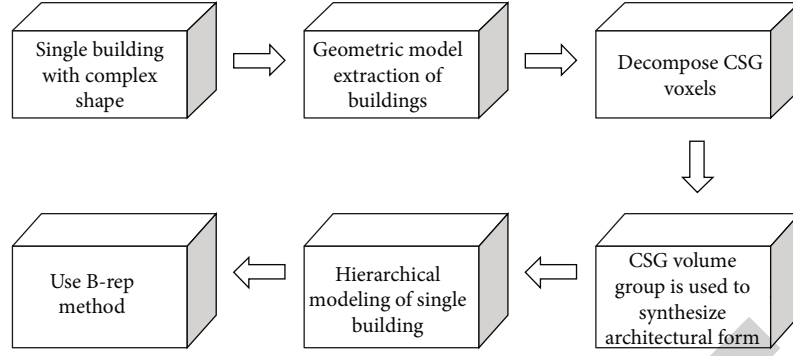 Single building
with complex
shape
Geometric model
extraction of
buildings
Decompose CSG
voxels
Use B-rep
method
Hierarchical
modeling of single
building
CSG volume
group is used to
synthesize
architectural form